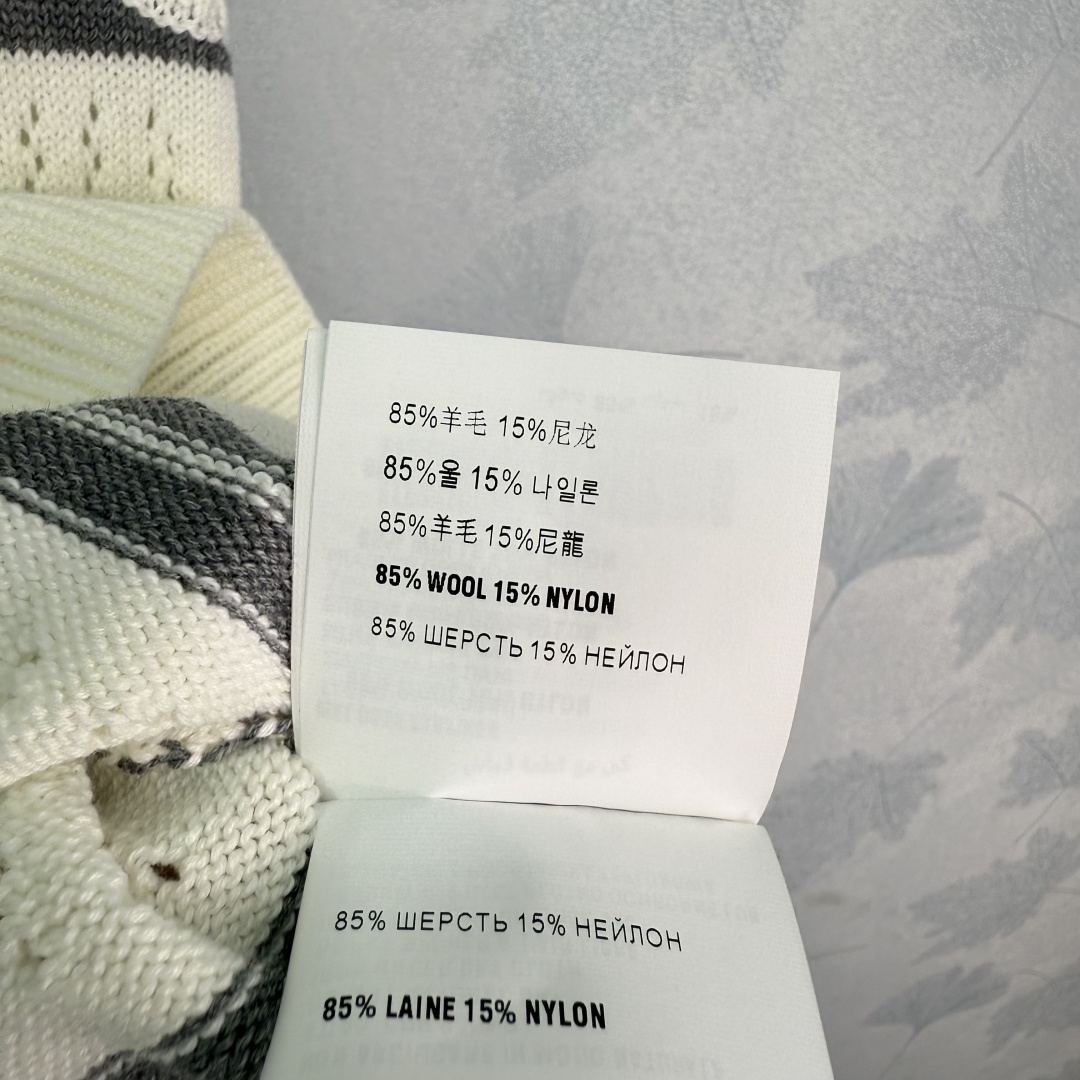 85%羊毛 15%尼龙
85%울 15% 나일론
85%羊毛 15%尼龍
85% WOOL 15% NYLON
85% ШЕРСТЬ 15% НЕЙЛОН
85% ШЕРСТЬ 15% НЕЙЛОН
85% LAINE 15% NYLON